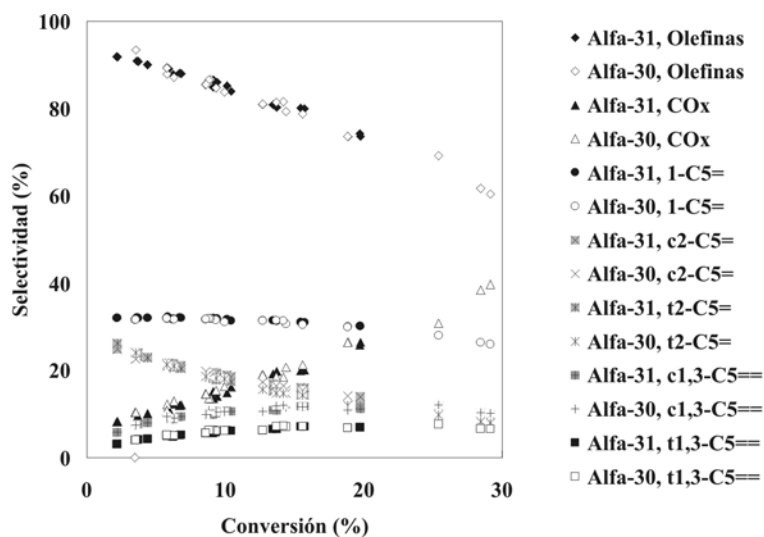 100
80
60
40
20
0
Selectividad (%)
0 10 20 30
Conversión (%)
Alfa-31, Olefinas
Alfa-30, Olefinas
Alfa-31, COx
Alfa-30, COx
Alfa-31, 1-C5=
Alfa-30, 1-C5=
Alfa-31, c2-C5=
Alfa-30, c2-C5=
Alfa-31, t2-C5=
Alfa-30, t2-C5=
Alfa-31, c1,3-C5==
Alfa-30, c1,3-C5==
Alfa-31, t1,3-C5==
Alfa-30, t1,3-C5==